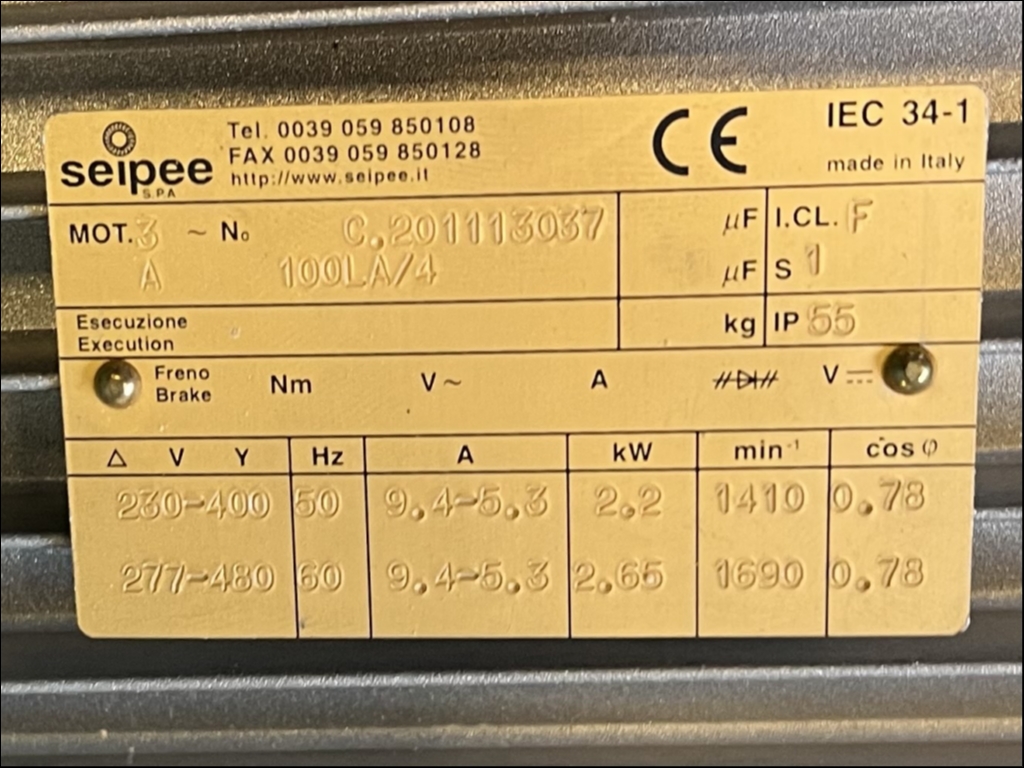 seipee
S.P.A
Tel. 0039 059 850108
FAX 0039 059 850128
http://www.seipee.it
CE
IEC 34-1
made in Italy
MOT. 3 ~ No C.201113037 µF I.CL. F
A 100LA/4 µF S 1
Esecuzione
Execution kg IP 55
Freno
Brake Nm V~ A V
Δ V Y Hz A kW min⁻¹ cos φ
230-400 50 9.4-5.3 2.2 1410 0.78
277-480 60 9.4-5.3 2.65 1690 0.78